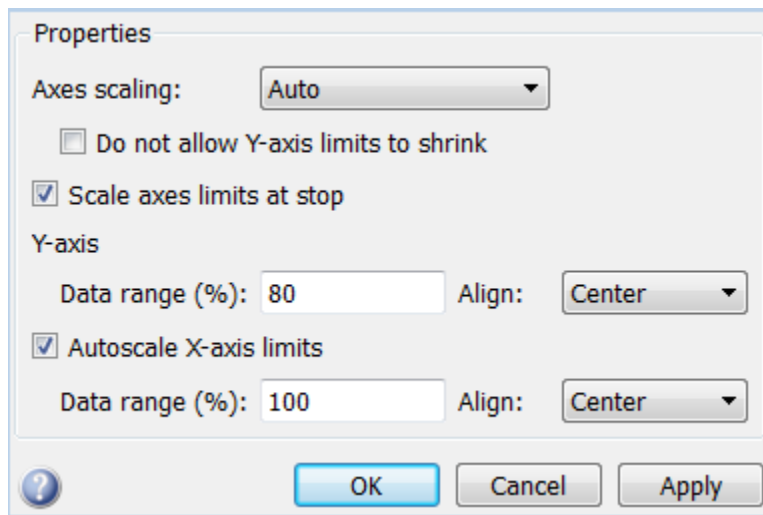 Properties
Axes scaling: Auto
Do not allow Y-axis limits to shrink
Scale axes limits at stop
Y-axis
Data range (%): 80 Align: Center
Autoscale X-axis limits
Data range (%): 100 Align: Center
? OK Cancel Apply